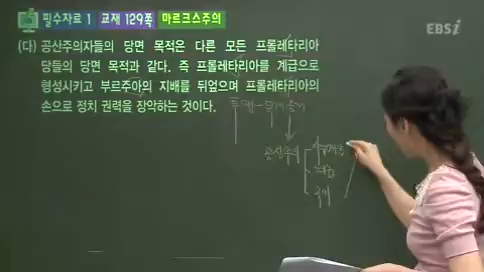 필수자료 1 교재 129쪽 마르크스주의
EBSi
(다) 공산주의자들의 당면 목적은 다른 모든 프롤레타리아
당들의 당면 목적과 같다. 즉 프롤레타리아를 계급으로
형성시키고 부르주아의 지배를 뒤엎으며 프롤레타리아의
손으로 정치 권력을 장악하는 것이다.
공산주의